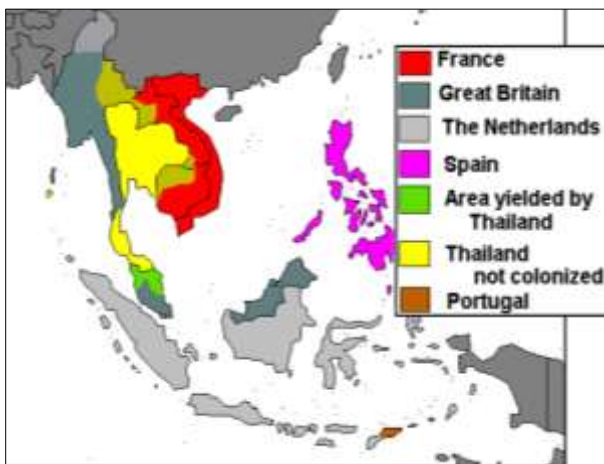 France
Great Britain
The Netherlands
Spain
Area yielded by
Thailand
Thailand
not colonized
Portugal